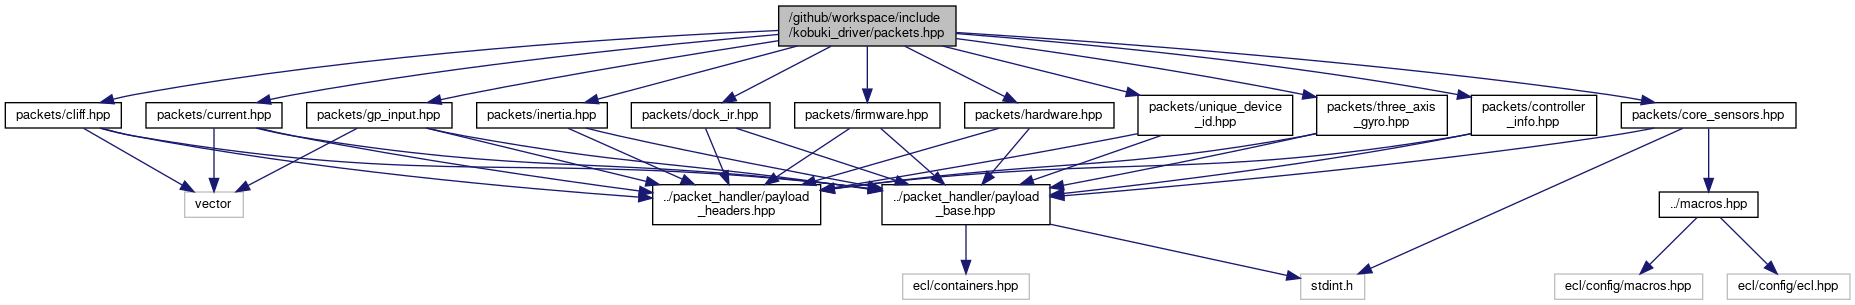 /github/workspace/include
/kobuki_driver/packets.hpp
packets/cliff.hpp
packets/current.hpp
packets/gp_input.hpp
packets/inertia.hpp
packets/dock_ir.hpp
packets/firmware.hpp
packets/hardware.hpp
packets/unique_device
_id.hpp
packets/three_axis
_gyro.hpp
packets/controller
_info.hpp
packets/core_sensors.hpp
vector
../packet_handler/payload
_headers.hpp
../packet_handler/payload
_base.hpp
../macros.hpp
ecl/containers.hpp
stdint.h
ecl/config/macros.hpp
ecl/config/ecl.hpp